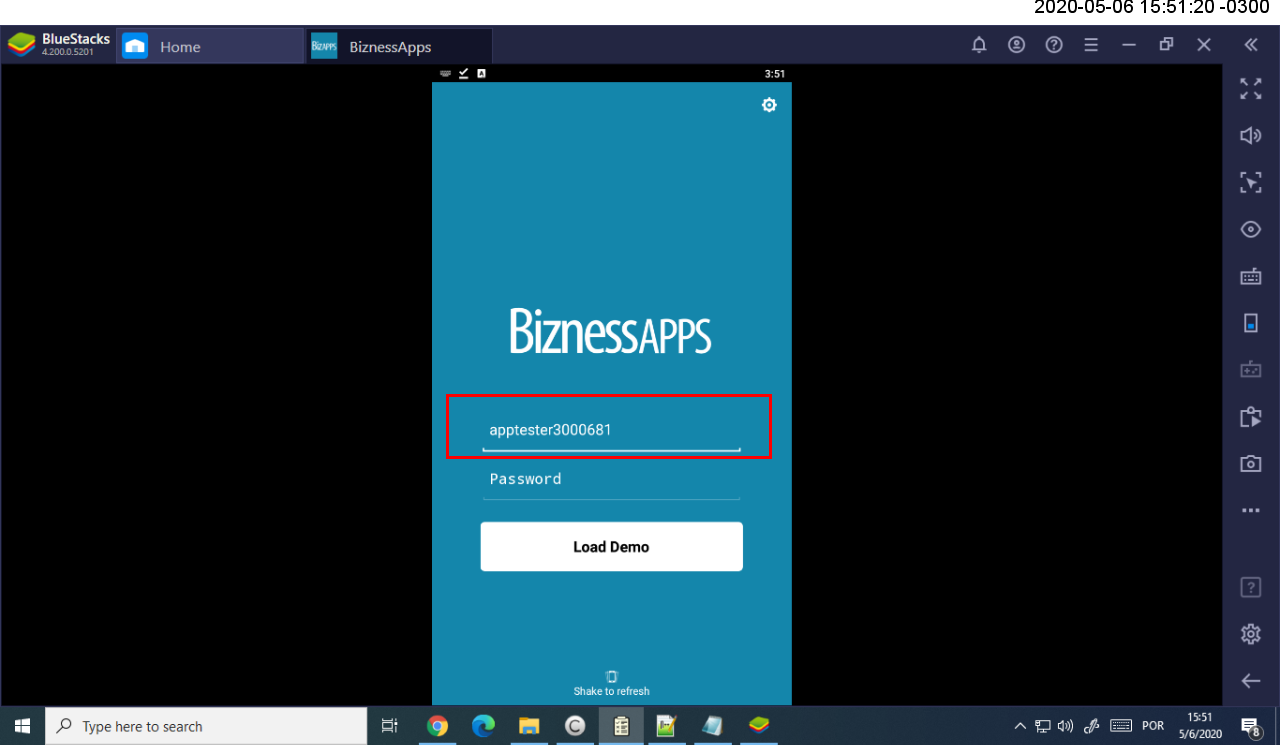 2020-05-06 15:51:20 -0300
BlueStacks
4.200.0.5201
Home
BiznessApps
3:51
BiznessAPPS
apptester3000681
Password
Load Demo
Shake to refresh
Type here to search
POR
15:51
5/6/2020
8